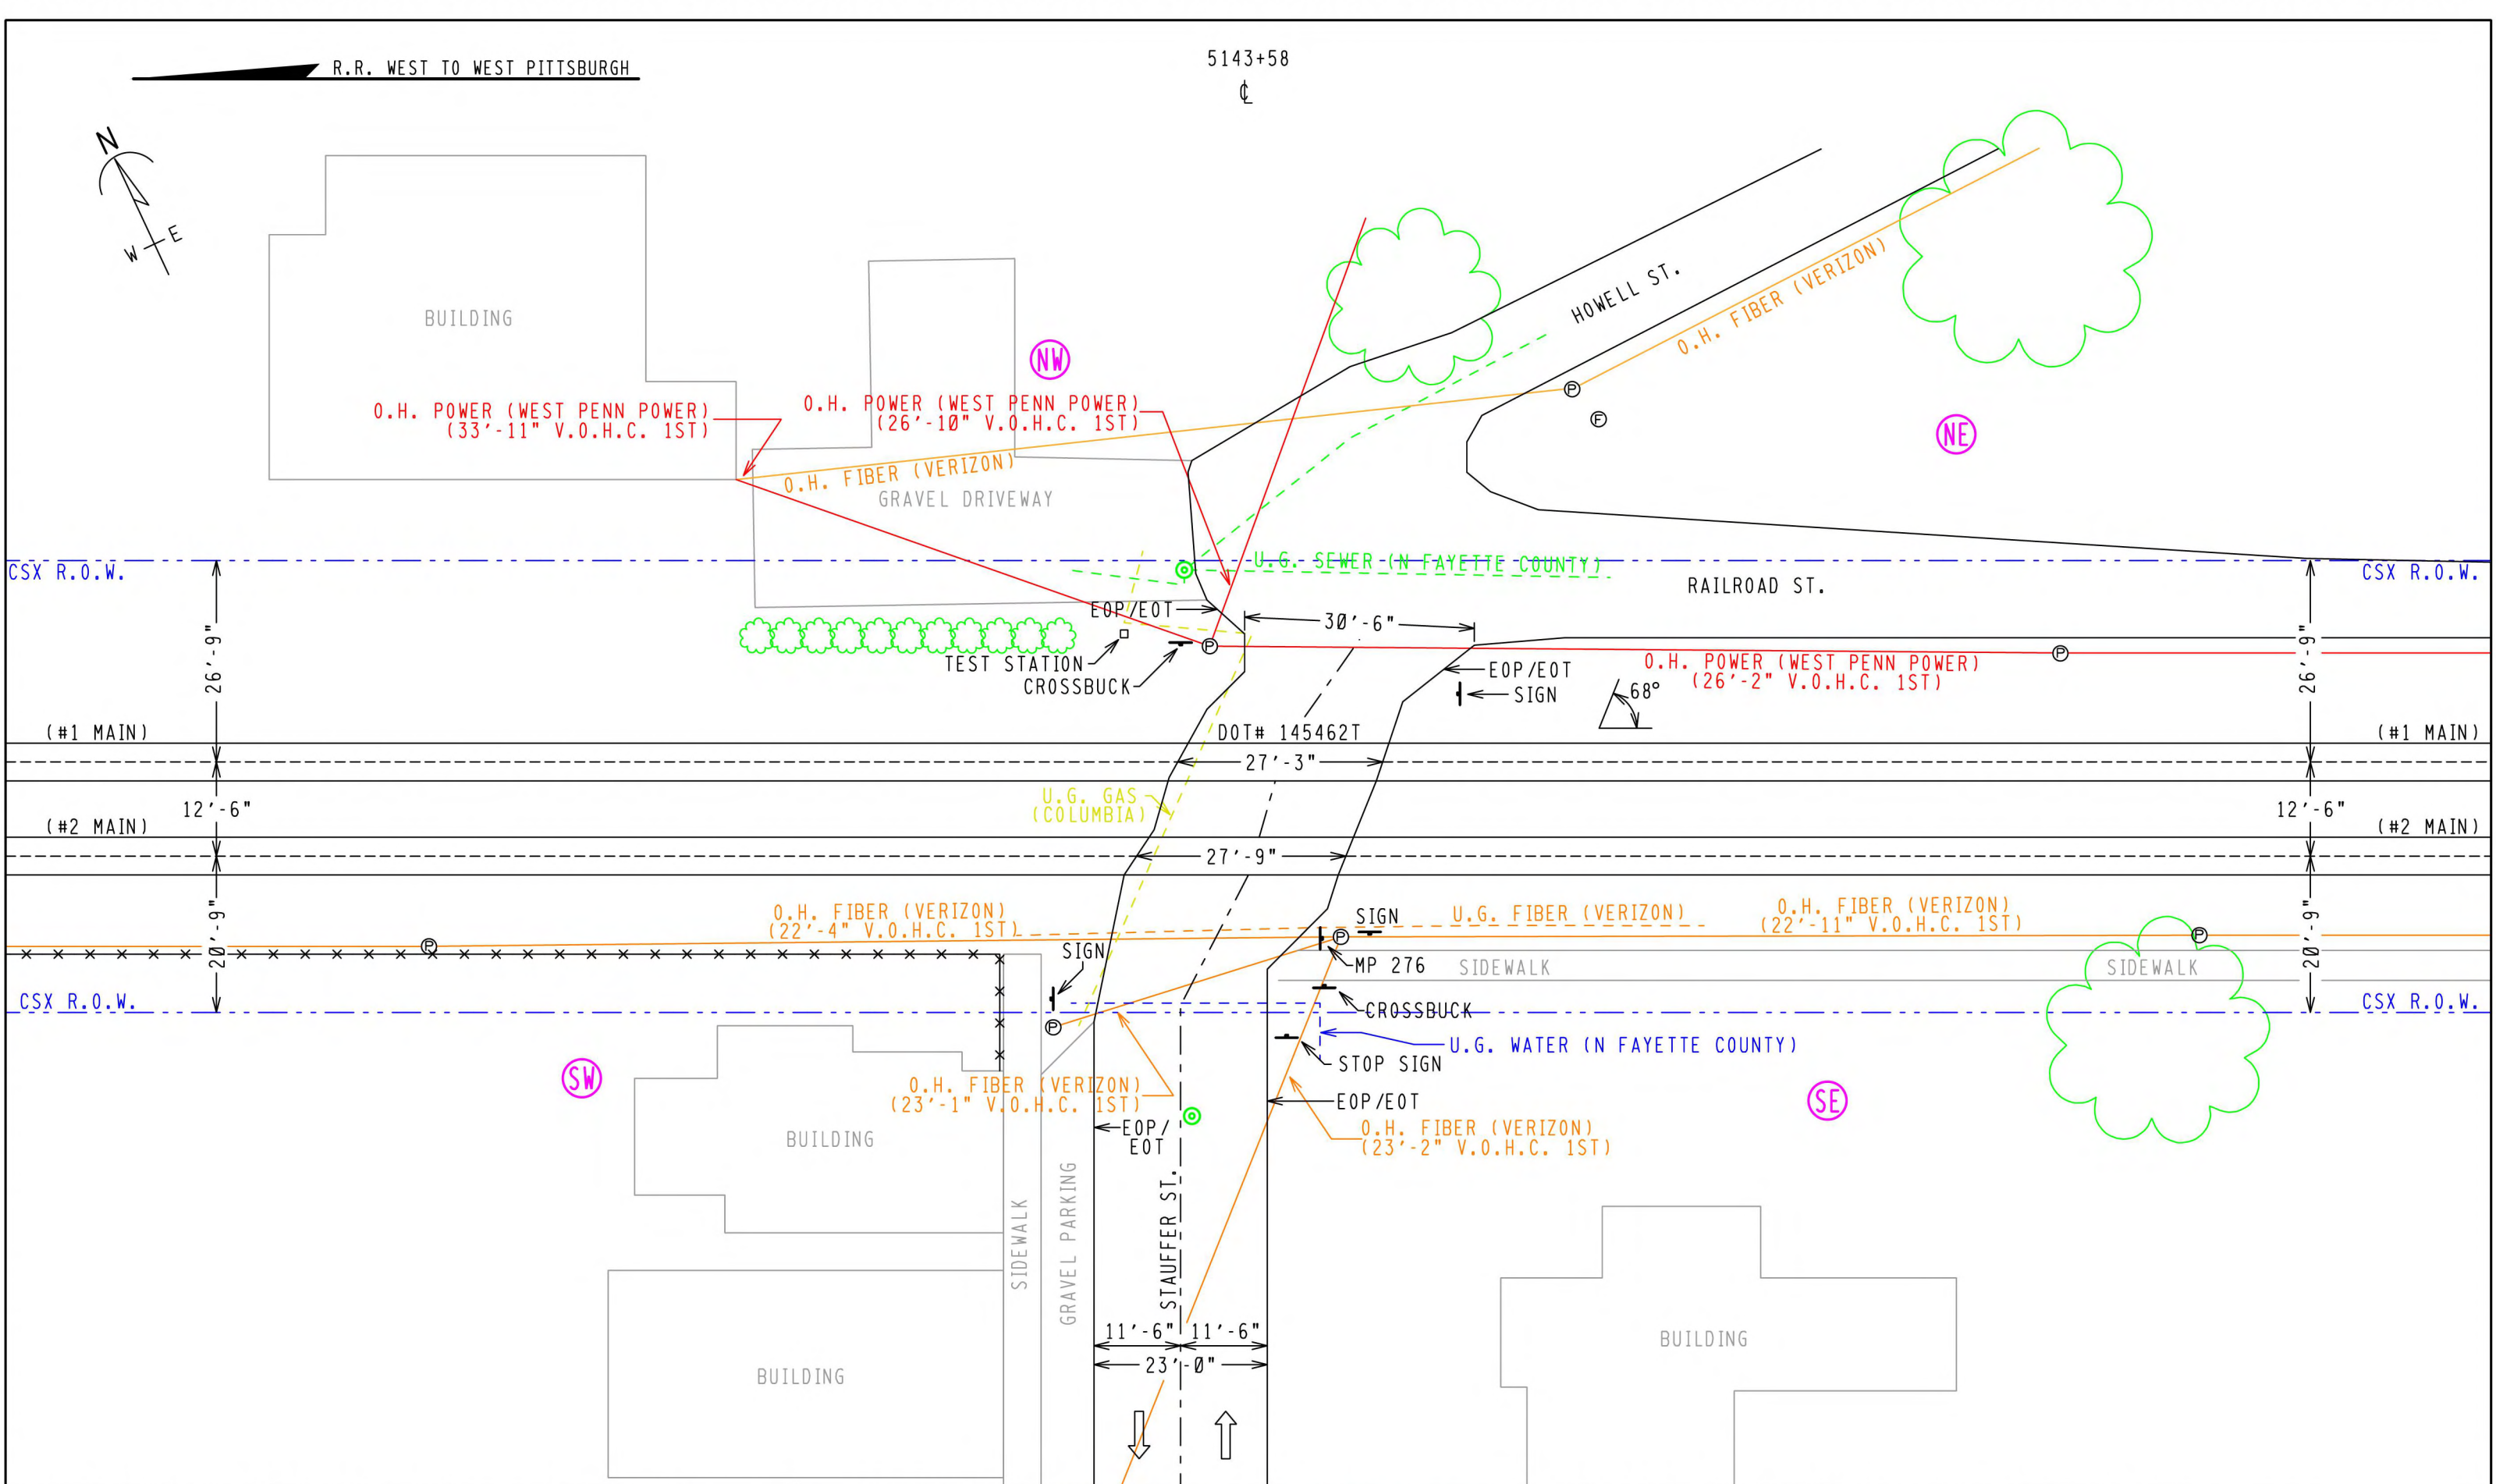 5143+58
℄
R.R. WEST TO WEST PITTSBURGH
N
W
E
BUILDING
NW
HOWELL ST.
O.H. FIBER (VERIZON)
P
F
NE
O.H. POWER (WEST PENN POWER)
(33'-11" V.O.H.C. 1ST)
O.H. POWER (WEST PENN POWER)
(26'-10" V.O.H.C. 1ST)
O.H. FIBER (VERIZON)
GRAVEL DRIVEWAY
CSX R.O.W.
U.G. SEWER (N FAYETTE COUNTY)
CSX R.O.W.
RAILROAD ST.
EOP/EOT
30'-6"
26'-9"
26'-9"
P
P
TEST STATION
CROSSBUCK
EOP/EOT
SIGN
68°
O.H. POWER (WEST PENN POWER)
(26'-2" V.O.H.C. 1ST)
(#1 MAIN)
DOT# 145462T
(#1 MAIN)
27'-3"
12'-6"
U.G. GAS
(COLUMBIA)
12'-6"
(#2 MAIN)
(#2 MAIN)
27'-9"
20'-9"
O.H. FIBER (VERIZON)
(22'-4" V.O.H.C. 1ST)
SIGN
U.G. FIBER (VERIZON)
O.H. FIBER (VERIZON)
(22'-11" V.O.H.C. 1ST)
20'-9"
P
P
P
SIGN
MP 276
SIDEWALK
SIDEWALK
CSX R.O.W.
CROSSBUCK
CSX R.O.W.
P
U.G. WATER (N FAYETTE COUNTY)
STOP SIGN
SW
O.H. FIBER (VERIZON)
(23'-1" V.O.H.C. 1ST)
EOP/EOT
SE
BUILDING
EOP/
EOT
O.H. FIBER (VERIZON)
(23'-2" V.O.H.C. 1ST)
SIDEWALK
GRAVEL PARKING
STAUFFER ST.
11'-6"
11'-6"
23'-0"
BUILDING
BUILDING